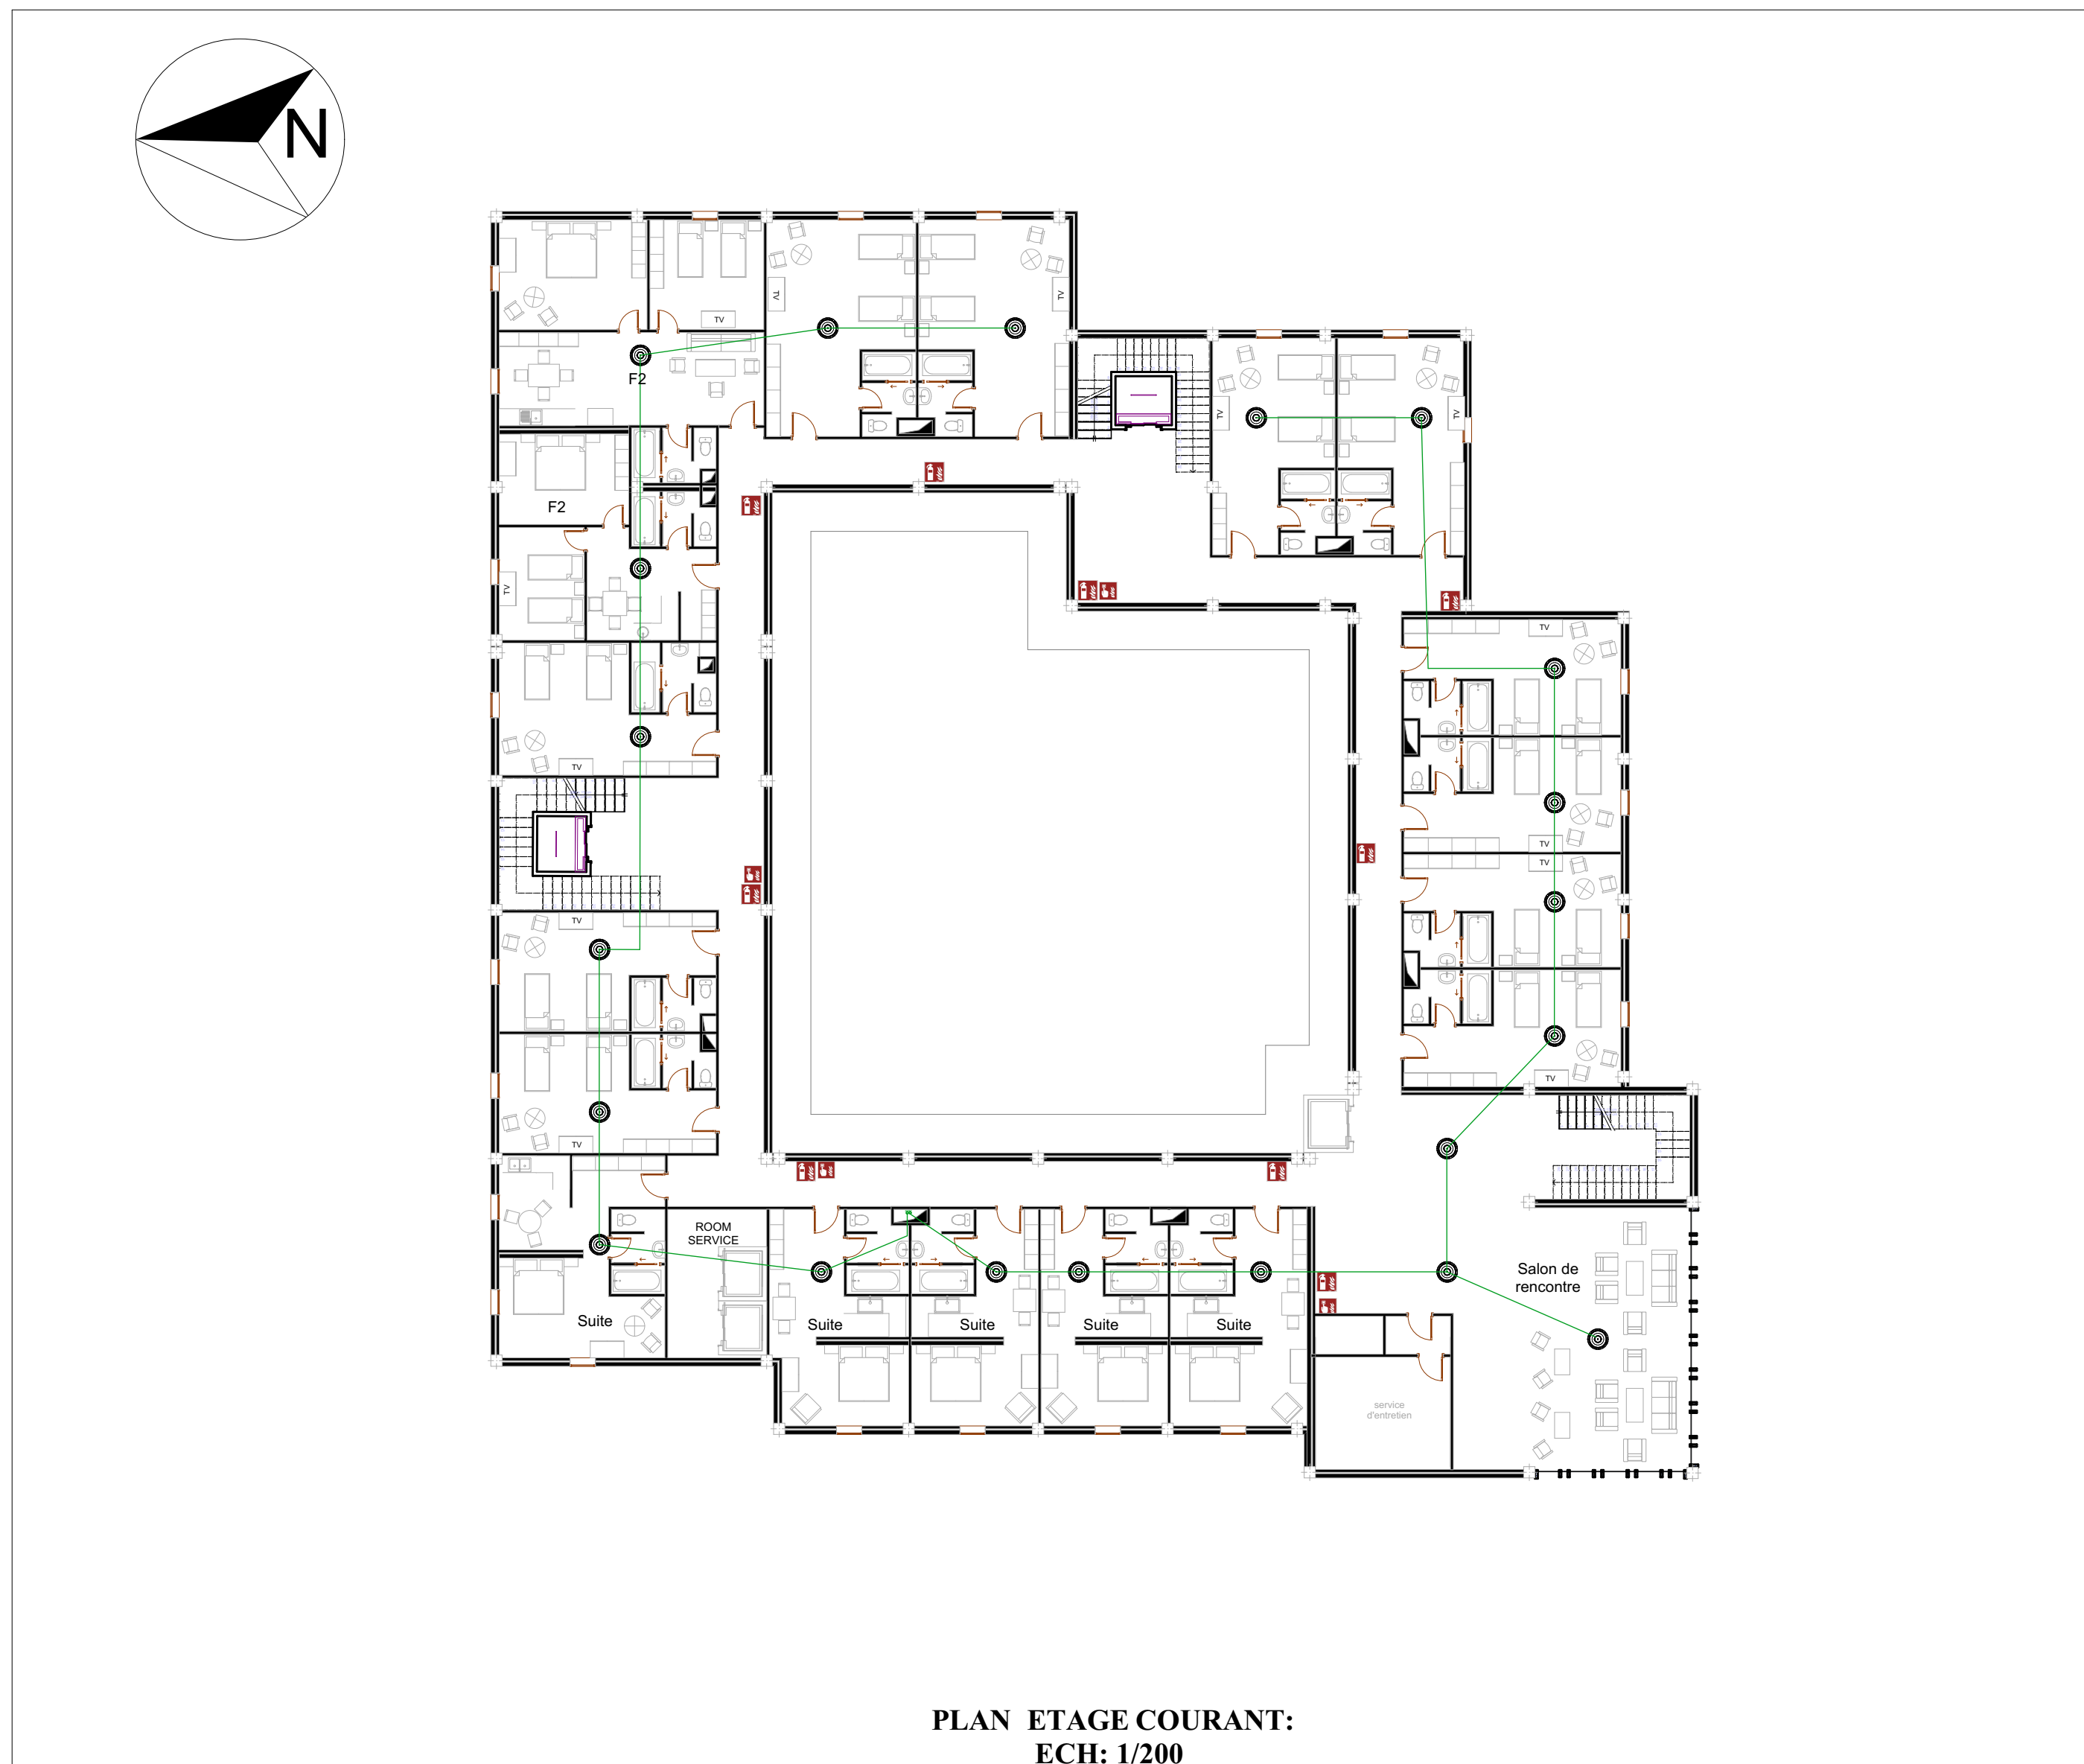 N
TV
TV
TV
F2
TV
TV
F2
TV
TV
TV
TV
TV
TV
TV
TV
ROOM
SERVICE
Salon de
rencontre
Suite
Suite
Suite
Suite
Suite
service
d'entretien
PLAN ETAGE COURANT:
ECH: 1/200